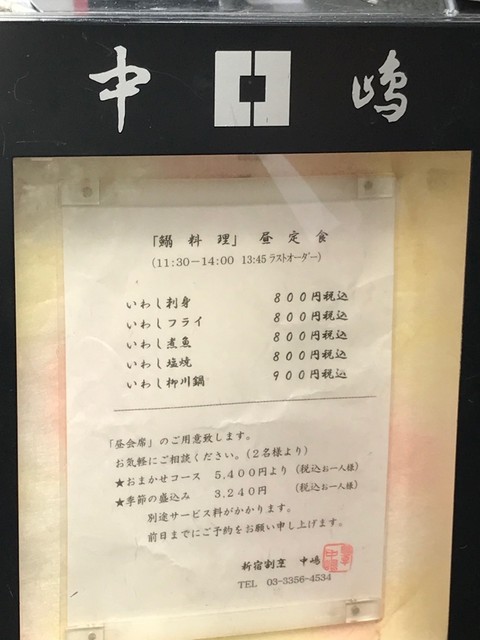 中嶋
「鰯料理」昼定食
(11:30－14:00 13:45ラストオーダー)
いわし刺身 800円税込
いわしフライ 800円税込
いわし煮魚 800円税込
いわし塩焼 800円税込
いわし柳川鍋 900円税込
「昼会席」のご用意致します。
お気軽にご相談ください。(2名様より)
★おまかせコース 5,400円より (税込お一人様)
★季節の盛込み 3,240円 (税込お一人様)
別途サービス料がかかります。
前日までにご予約をお願い申し上げます。
新宿割烹 中嶋
TEL 03-3356-4534